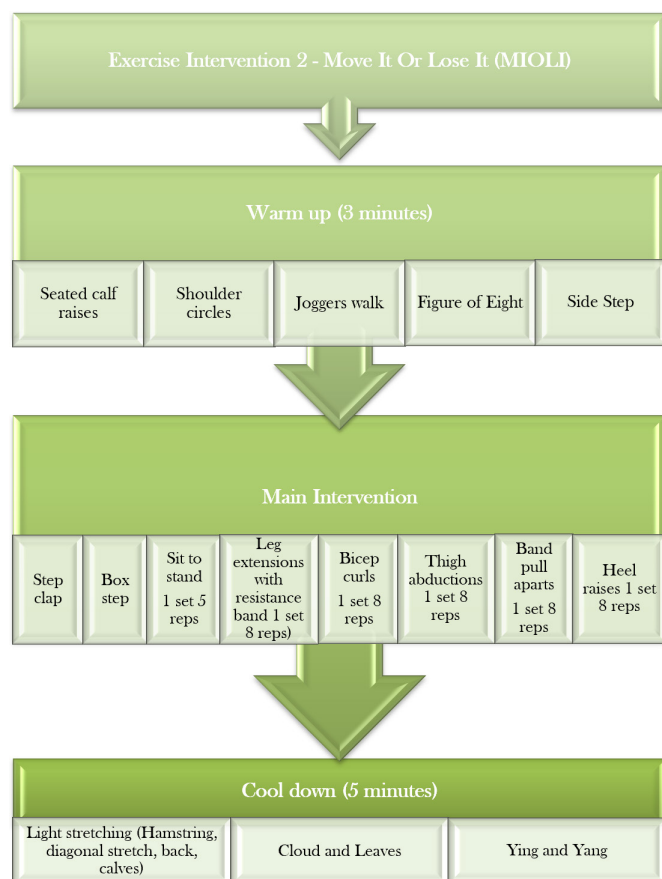 Exercise Intervention 2 - Move It Or Lose It (MIOLI)
Warm up (3 minutes)
Seated calf
raises
Shoulder
circles
Joggers walk
Figure of Eight
Side Step
Main Intervention
Step
clap
Box
step
Sit to
stand
1 set 5
reps
Leg
extensions
with
resistance
band 1 set
8 reps)
Bicep
curls
1 set 8
reps
Thigh
abductions
1 set 8
reps
Band
pull
aparts
1 set 8
reps
Heel
raises 1 set
8 reps
Cool down (5 minutes)
Light stretching (Hamstring,
diagonal stretch, back,
calves)
Cloud and Leaves
Ying and Yang